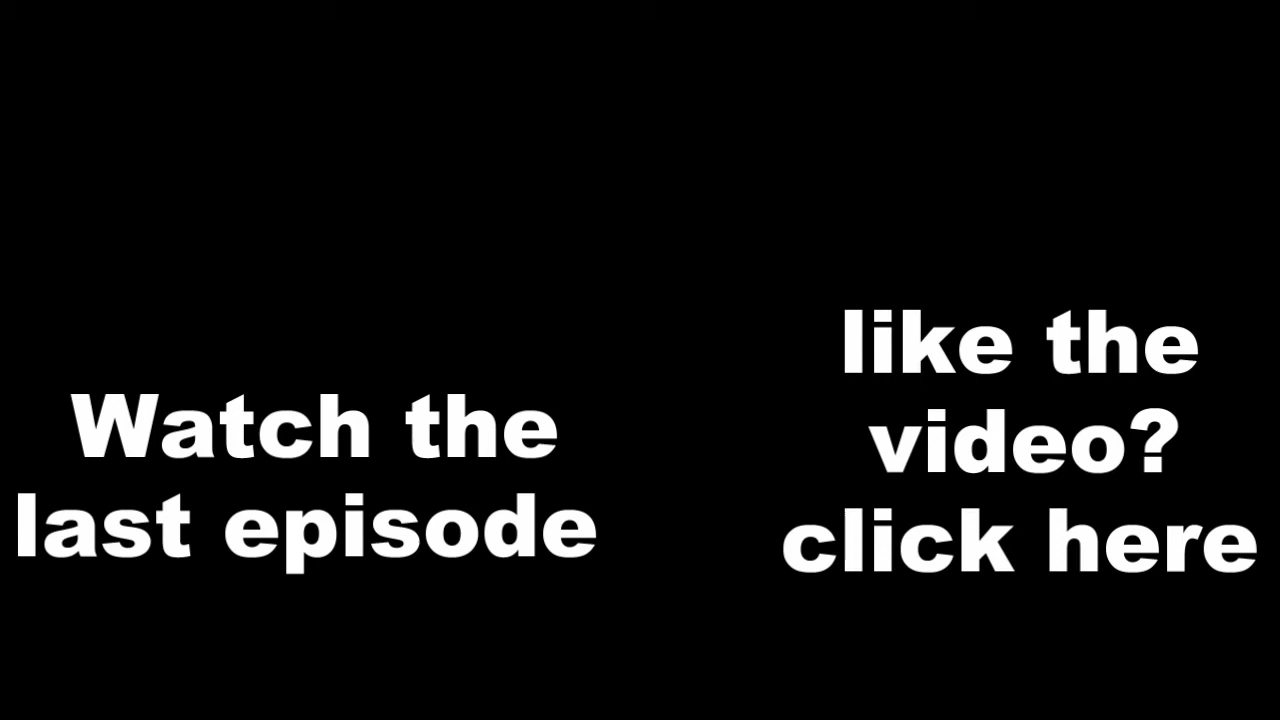 Watch the
last episode
like the
video?
click here